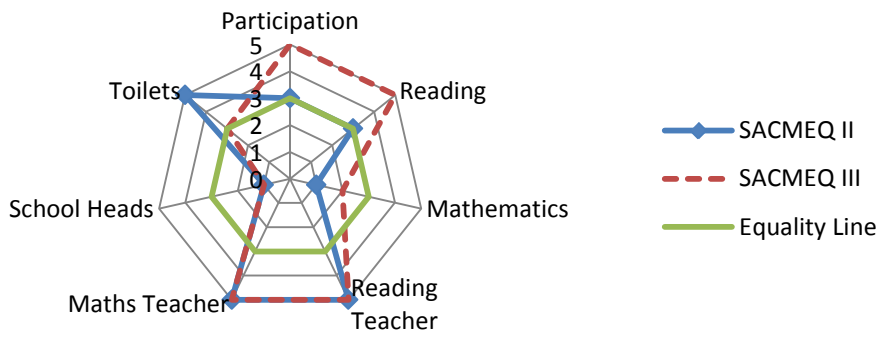 Participation
5
4
3
2
1
0
Reading
Mathematics
Reading
Teacher
Maths Teacher
School Heads
Toilets
SACMEQ II
SACMEQ III
Equality Line